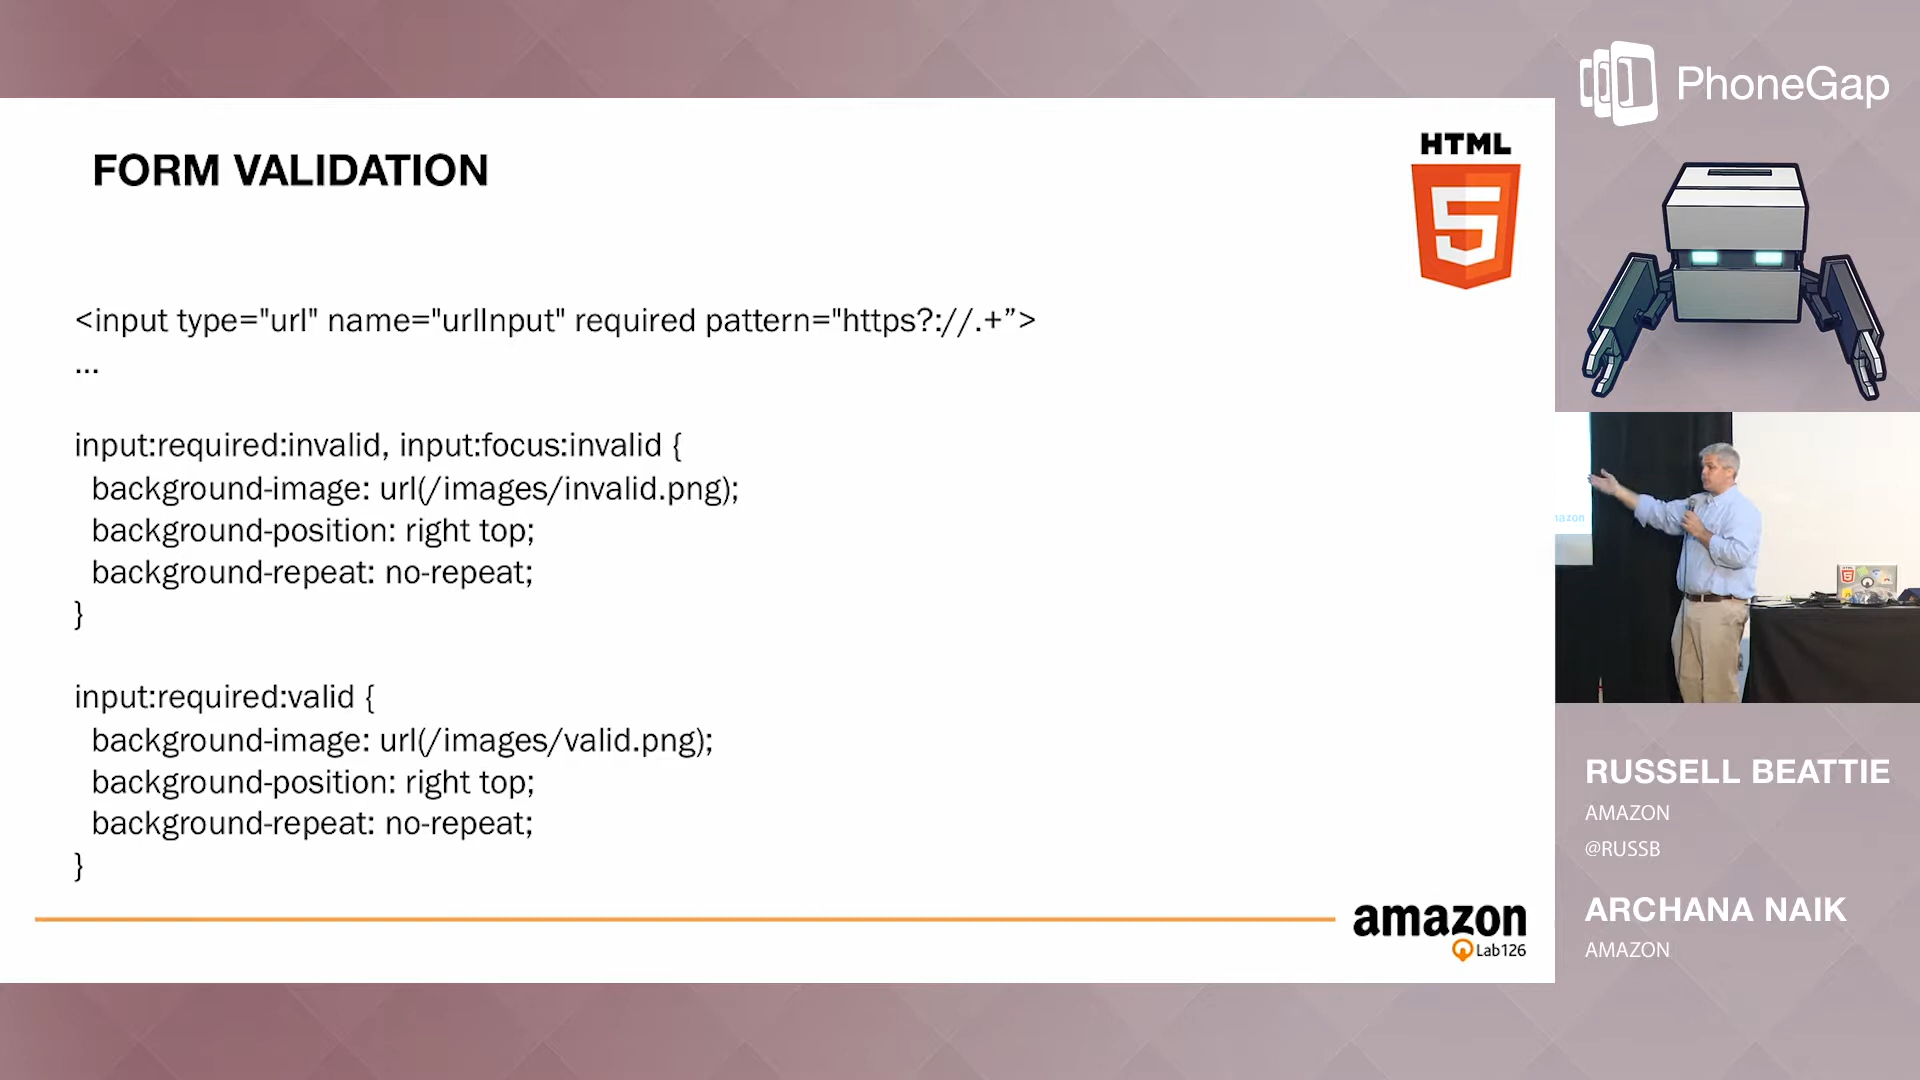 PhoneGap
HTML
5
FORM VALIDATION
<input type="url" name="urlInput" required pattern="https?://.+”>
...
input:required:invalid, input:focus:invalid {
background-image: url(/images/invalid.png);
background-position: right top;
background-repeat: no-repeat;
}
input:required:valid {
background-image: url(/images/valid.png);
background-position: right top;
background-repeat: no-repeat;
}
amazon
Lab126
HTML
5
RUSSELL BEATTIE
AMAZON
@RUSSB
ARCHANA NAIK
AMAZON